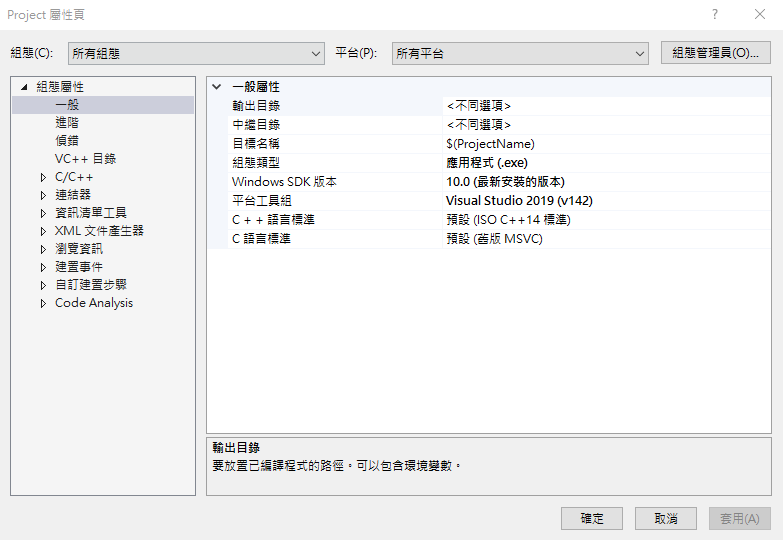 Project 屬性頁
組態(C): 所有組態 平台(P): 所有平台 組態管理員(O)...
組態屬性
一般
進階
偵錯
VC++ 目錄
C/C++
連結器
資訊清單工具
XML 文件產生器
瀏覽資訊
建置事件
自訂建置步驟
Code Analysis
一般屬性
輸出目錄 <不同選項>
中繼目錄 <不同選項>
目標名稱 $(ProjectName)
組態類型 應用程式 (.exe)
Windows SDK 版本 10.0 (最新安裝的版本)
平台工具組 Visual Studio 2019 (v142)
C + + 語言標準 預設 (ISO C++14 標準)
C 語言標準 預設 (舊版 MSVC)
輸出目錄
要放置已編譯程式的路徑。可以包含環境變數。
確定 取消 套用(A)